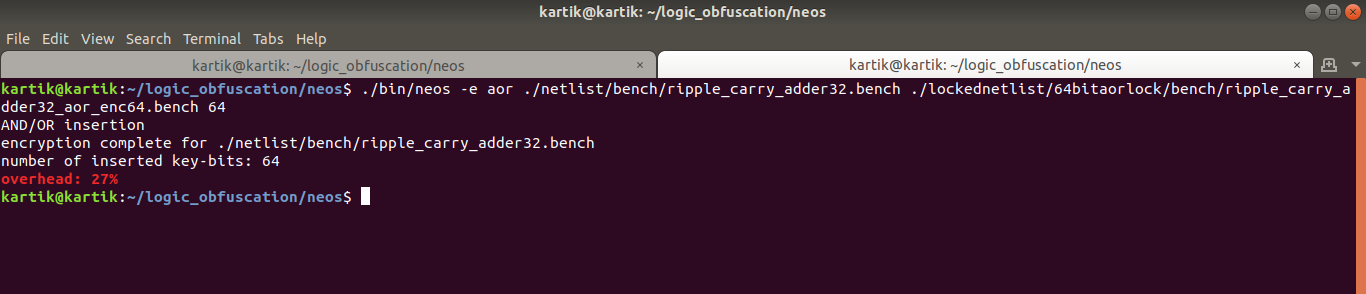 kartik@kartik: ~/logic_obfuscation/neos
File Edit View Search Terminal Tabs Help
kartik@kartik: ~/logic_obfuscation/neos × kartik@kartik: ~/logic_obfuscation/neos ×
kartik@kartik:~/logic_obfuscation/neos$ ./bin/neos -e aor ./netlist/bench/ripple_carry_adder32.bench ./lockednetlist/64bitaorlock/bench/ripple_carry_a
dder32_aor_enc64.bench 64
AND/OR insertion
encryption complete for ./netlist/bench/ripple_carry_adder32.bench
number of inserted key-bits: 64
overhead: 27%
kartik@kartik:~/logic_obfuscation/neos$